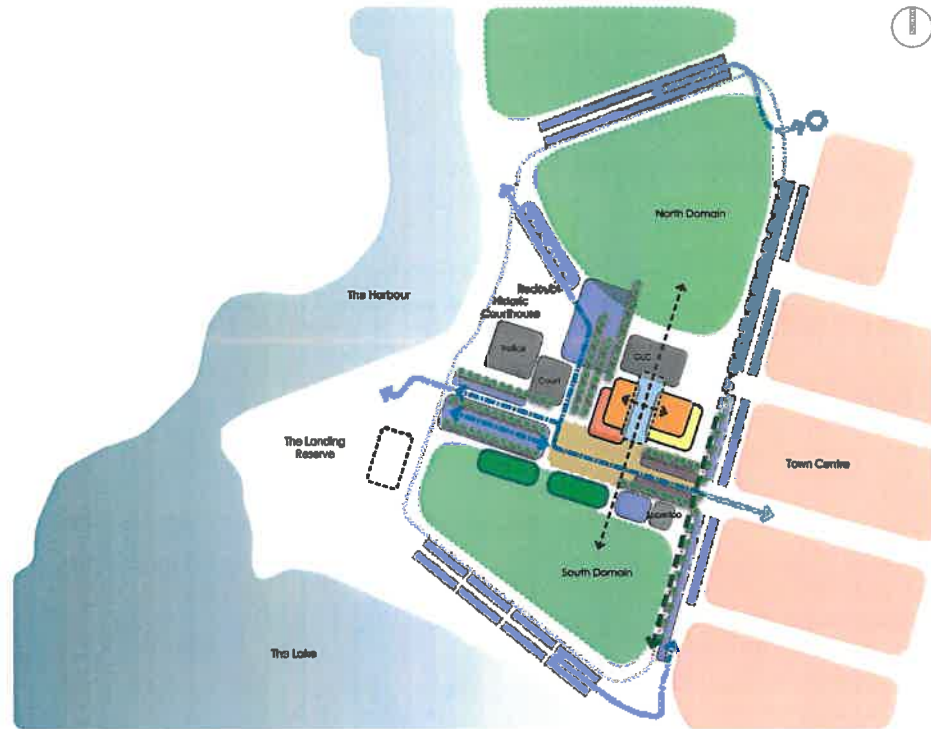 North Domain
The Harbour
Redoubt
Historic
Courthouse
Police
Court
The Landing
Reserve
Town Centre
South Domain
The Lake